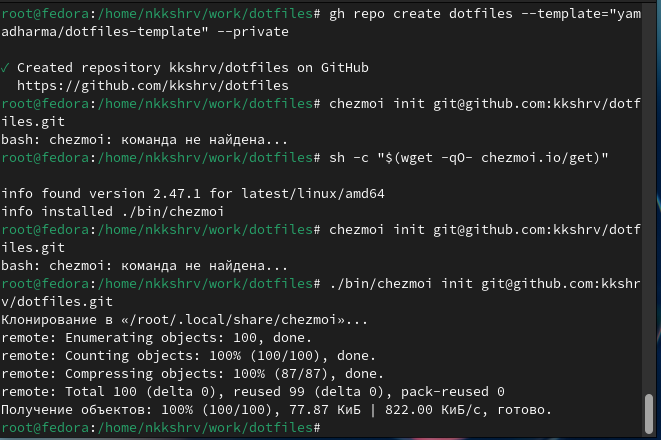 root@fedora:/home/nkkshrv/work/dotfiles# gh repo create dotfiles --template="yam
adharma/dotfiles-template" --private
✓ Created repository kkshrv/dotfiles on GitHub
https://github.com/kkshrv/dotfiles
root@fedora:/home/nkkshrv/work/dotfiles# chezmoi init git@github.com:kkshrv/dotf
iles.git
bash: chezmoi: команда не найдена...
root@fedora:/home/nkkshrv/work/dotfiles# sh -c "$(wget -qO- chezmoi.io/get)"
info found version 2.47.1 for latest/linux/amd64
info installed ./bin/chezmoi
root@fedora:/home/nkkshrv/work/dotfiles# chezmoi init git@github.com:kkshrv/dotf
iles.git
bash: chezmoi: команда не найдена...
root@fedora:/home/nkkshrv/work/dotfiles# ./bin/chezmoi init git@github.com:kkshr
v/dotfiles.git
Клонирование в «/root/.local/share/chezmoi»...
remote: Enumerating objects: 100, done.
remote: Counting objects: 100% (100/100), done.
remote: Compressing objects: 100% (87/87), done.
remote: Total 100 (delta 0), reused 99 (delta 0), pack-reused 0
Получение объектов: 100% (100/100), 77.87 КиБ | 822.00 КиБ/с, готово.
root@fedora:/home/nkkshrv/work/dotfiles#